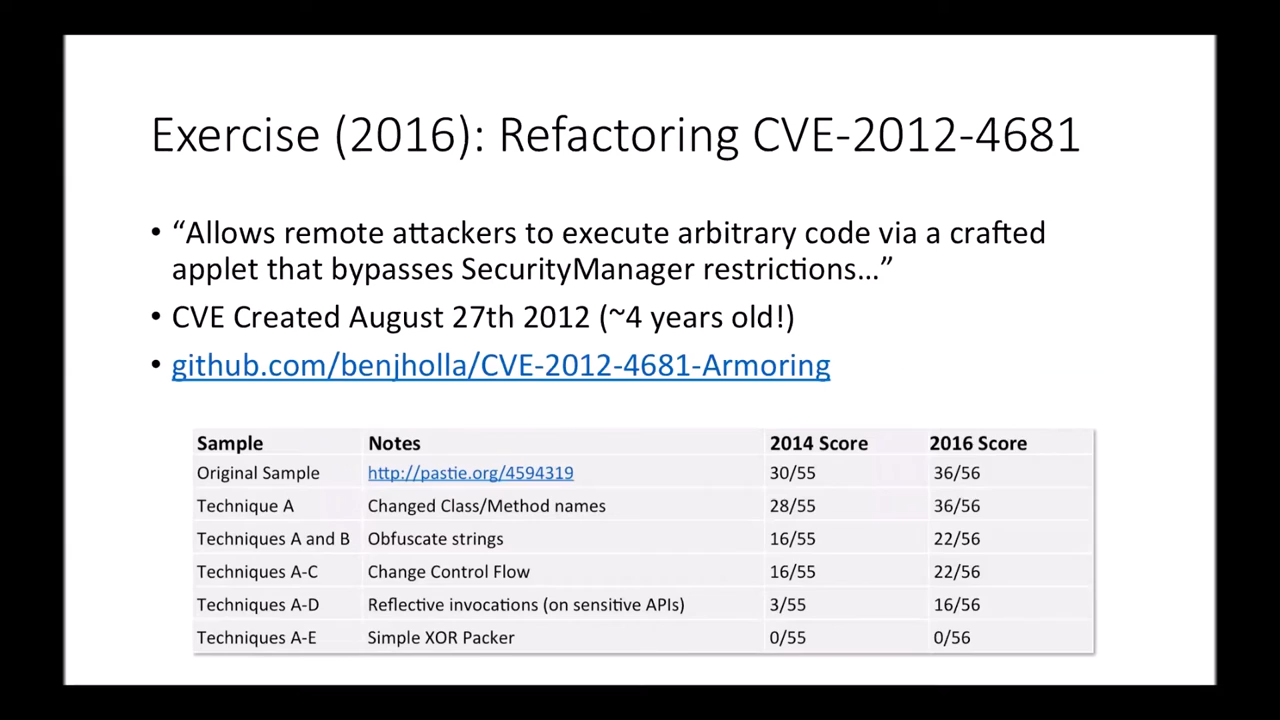 Exercise (2016): Refactoring CVE-2012-4681
• “Allows remote attackers to execute arbitrary code via a crafted
applet that bypasses SecurityManager restrictions…”
• CVE Created August 27th 2012 (~4 years old!)
• github.com/benjholla/CVE-2012-4681-Armoring
Sample Notes 2014 Score 2016 Score
Original Sample http://pastie.org/4594319 30/55 36/56
Technique A Changed Class/Method names 28/55 36/56
Techniques A and B Obfuscate strings 16/55 22/56
Techniques A-C Change Control Flow 16/55 22/56
Techniques A-D Reflective invocations (on sensitive APIs) 3/55 16/56
Techniques A-E Simple XOR Packer 0/55 0/56